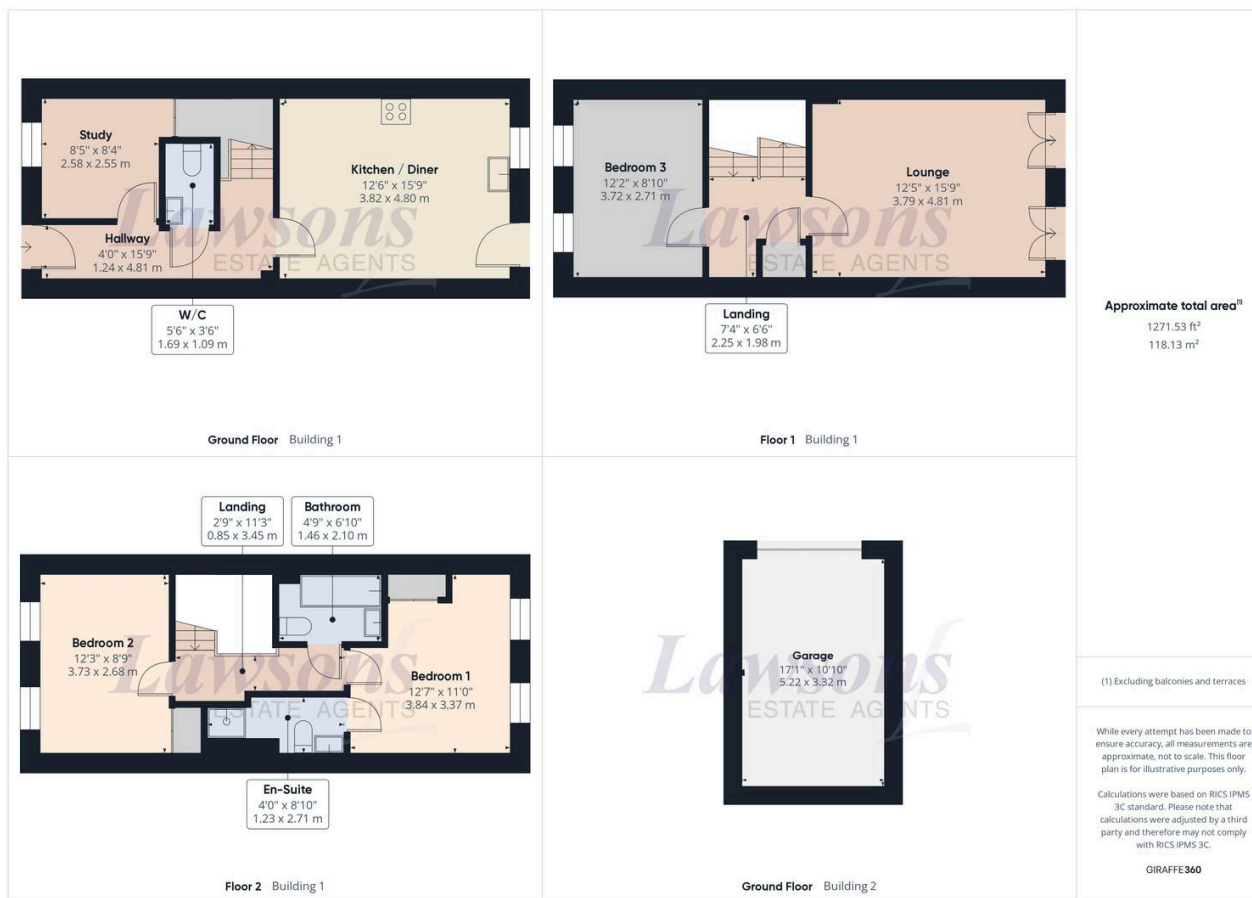 Study
8'5" x 8'4"
2.58 x 2.55 m
Kitchen / Diner
12'6" x 15'9"
3.82 x 4.80 m
Hallway
4'0" x 15'9"
1.24 x 4.81 m
Lawsons
ESTATE AGENTS
W/C
5'6" x 3'6"
1.69 x 1.09 m
Ground Floor Building 1
Bedroom 3
12'2" x 8'10"
3.72 x 2.71 m
Lounge
12'5" x 15'9"
3.79 x 4.81 m
Lawsons
ESTATE AGENTS
Landing
7'4" x 6'6"
2.25 x 1.98 m
Floor 1 Building 1
Approximate total area(1)
1271.53 ft²
118.13 m²
Landing
2'9" x 11'3"
0.85 x 3.45 m
Bathroom
4'9" x 6'10"
1.46 x 2.10 m
Bedroom 2
12'3" x 8'9"
3.73 x 2.68 m
Bedroom 1
12'7" x 11'0"
3.84 x 3.37 m
Lawsons
ESTATE AGENTS
En-Suite
4'0" x 8'10"
1.23 x 2.71 m
Floor 2 Building 1
Garage
17'1" x 10'10"
5.22 x 3.32 m
Lawsons
ESTATE AGENTS
Ground Floor Building 2
(1) Excluding balconies and terraces
While every attempt has been made to
ensure accuracy, all measurements are
approximate, not to scale. This floor
plan is for illustrative purposes only.
Calculations were based on RICS IPMS
3C standard. Please note that
calculations were adjusted by a third
party and therefore may not comply
with RICS IPMS 3C.
GIRAFFE360